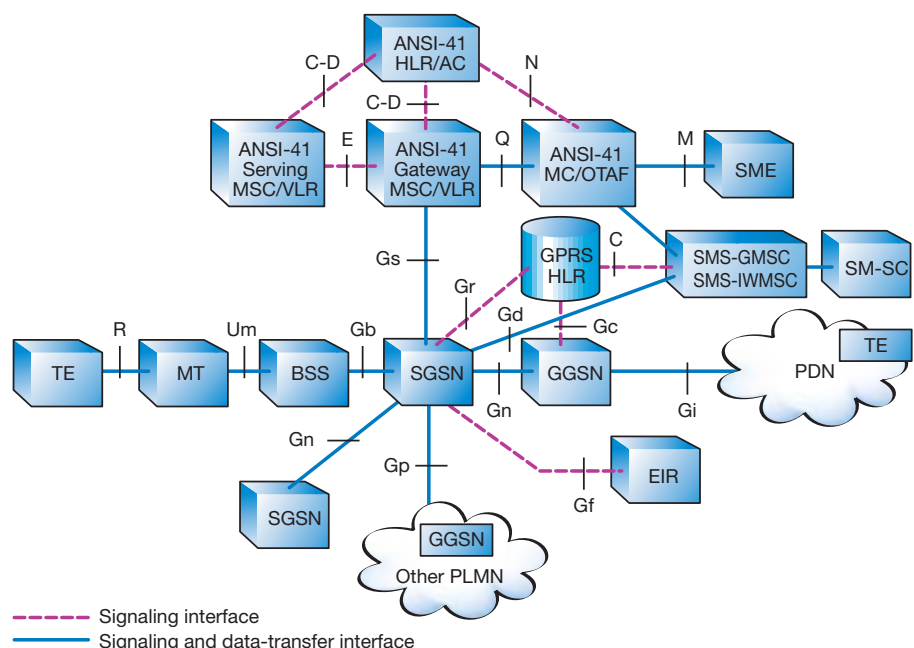 ANSI-41
HLR/AC
C-D
N
C-D
ANSI-41
Serving
MSC/VLR
E
ANSI-41
Gateway
MSC/VLR
Q
ANSI-41
MC/OTAF
M
SME
Gs
Gr
GPRS
HLR
C
SMS-GMSC
SMS-IWMSC
SM-SC
Gd
Gc
TE
R
MT
Um
BSS
Gb
SGSN
Gn
GGSN
Gi
PDN
TE
Gn
SGSN
Gp
GGSN
Other PLMN
Gf
EIR
Signaling interface
Signaling and data-transfer interface